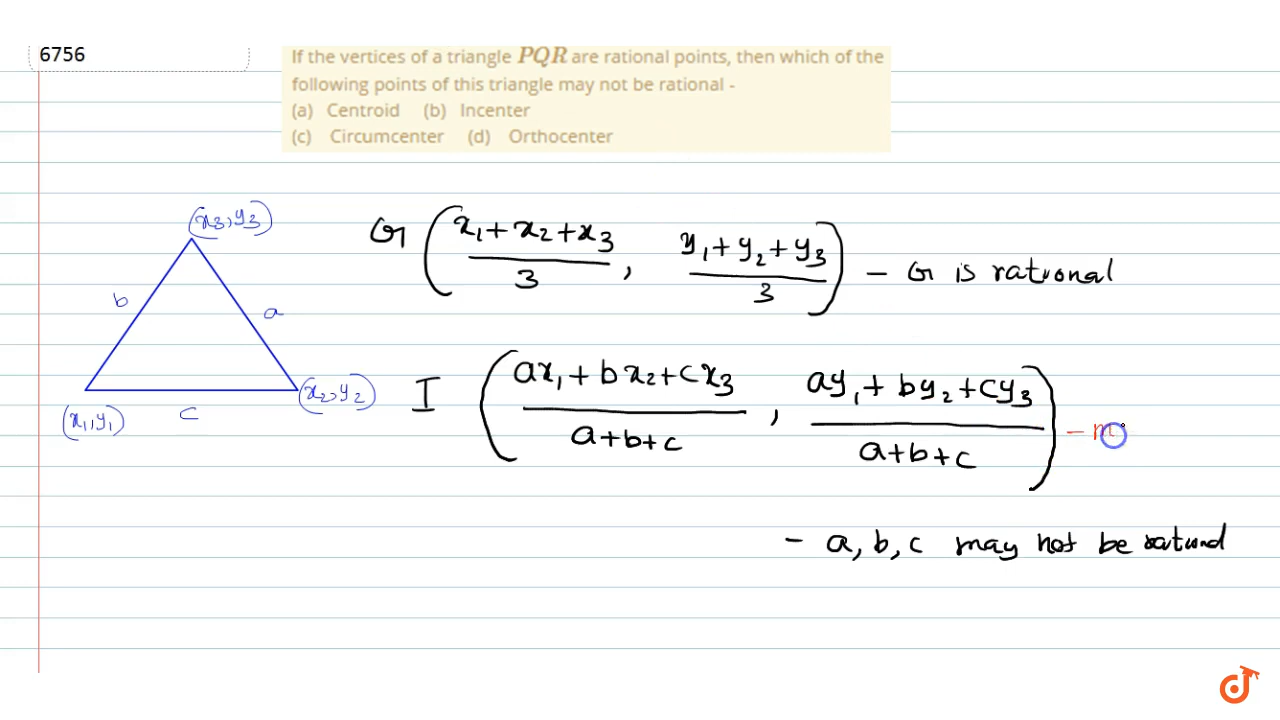 6756
If the vertices of a triangle PQR are rational points, then which of the
following points of this triangle may not be rational -
(a) Centroid (b) Incenter
(c) Circumcenter (d) Orthocenter
(x₃,y₃)
b
a
(x₁,y₁)
c
(x₂,y₂)
G ( (x₁+x₂+x₃)/3 , (y₁+y₂+y₃)/3 ) - G is rational
I ( (ax₁+bx₂+cx₃)/(a+b+c) , (ay₁+by₂+cy₃)/(a+b+c) ) - m
- a, b, c may not be rational